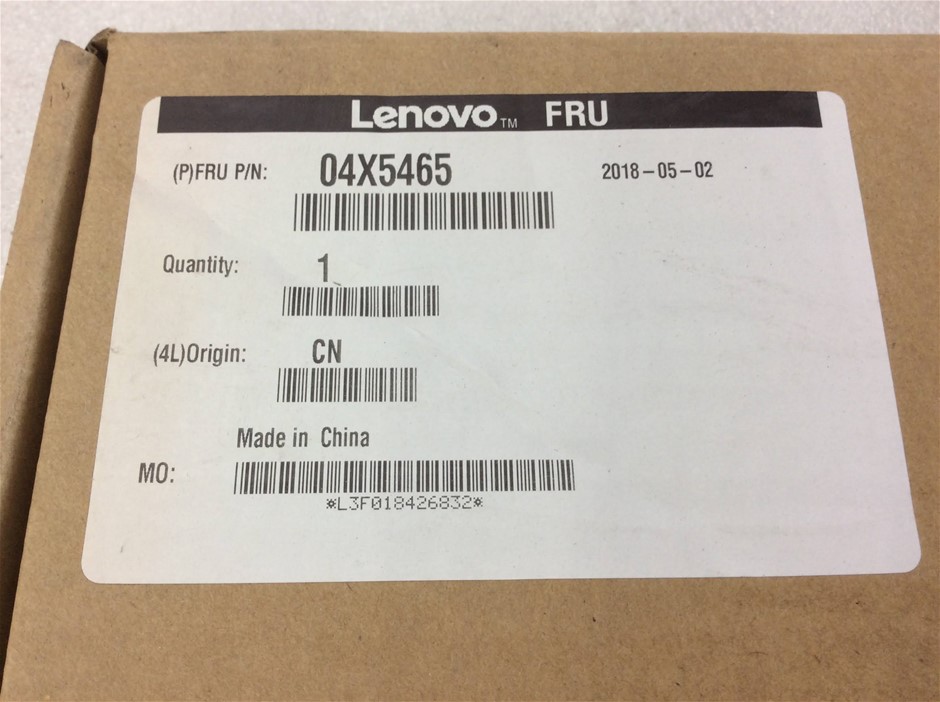 Lenovo™ FRU
(P)FRU P/N: 04X5465 2018-05-02
Quantity: 1
(4L)Origin: CN
Made in China
MO:
*L3F018426832*